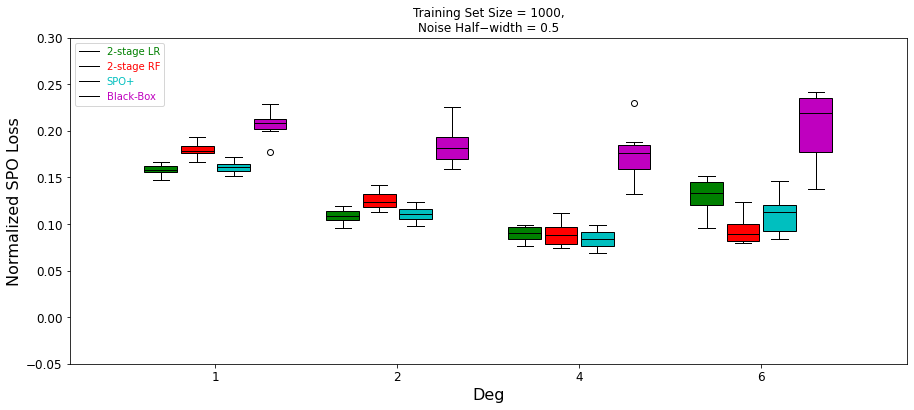 Training Set Size = 1000,
Noise Half−width = 0.5
2-stage LR
2-stage RF
SPO+
Black-Box
Normalized SPO Loss
0.30
0.25
0.20
0.15
0.10
0.05
0.00
−0.05
1 2 4 6
Deg